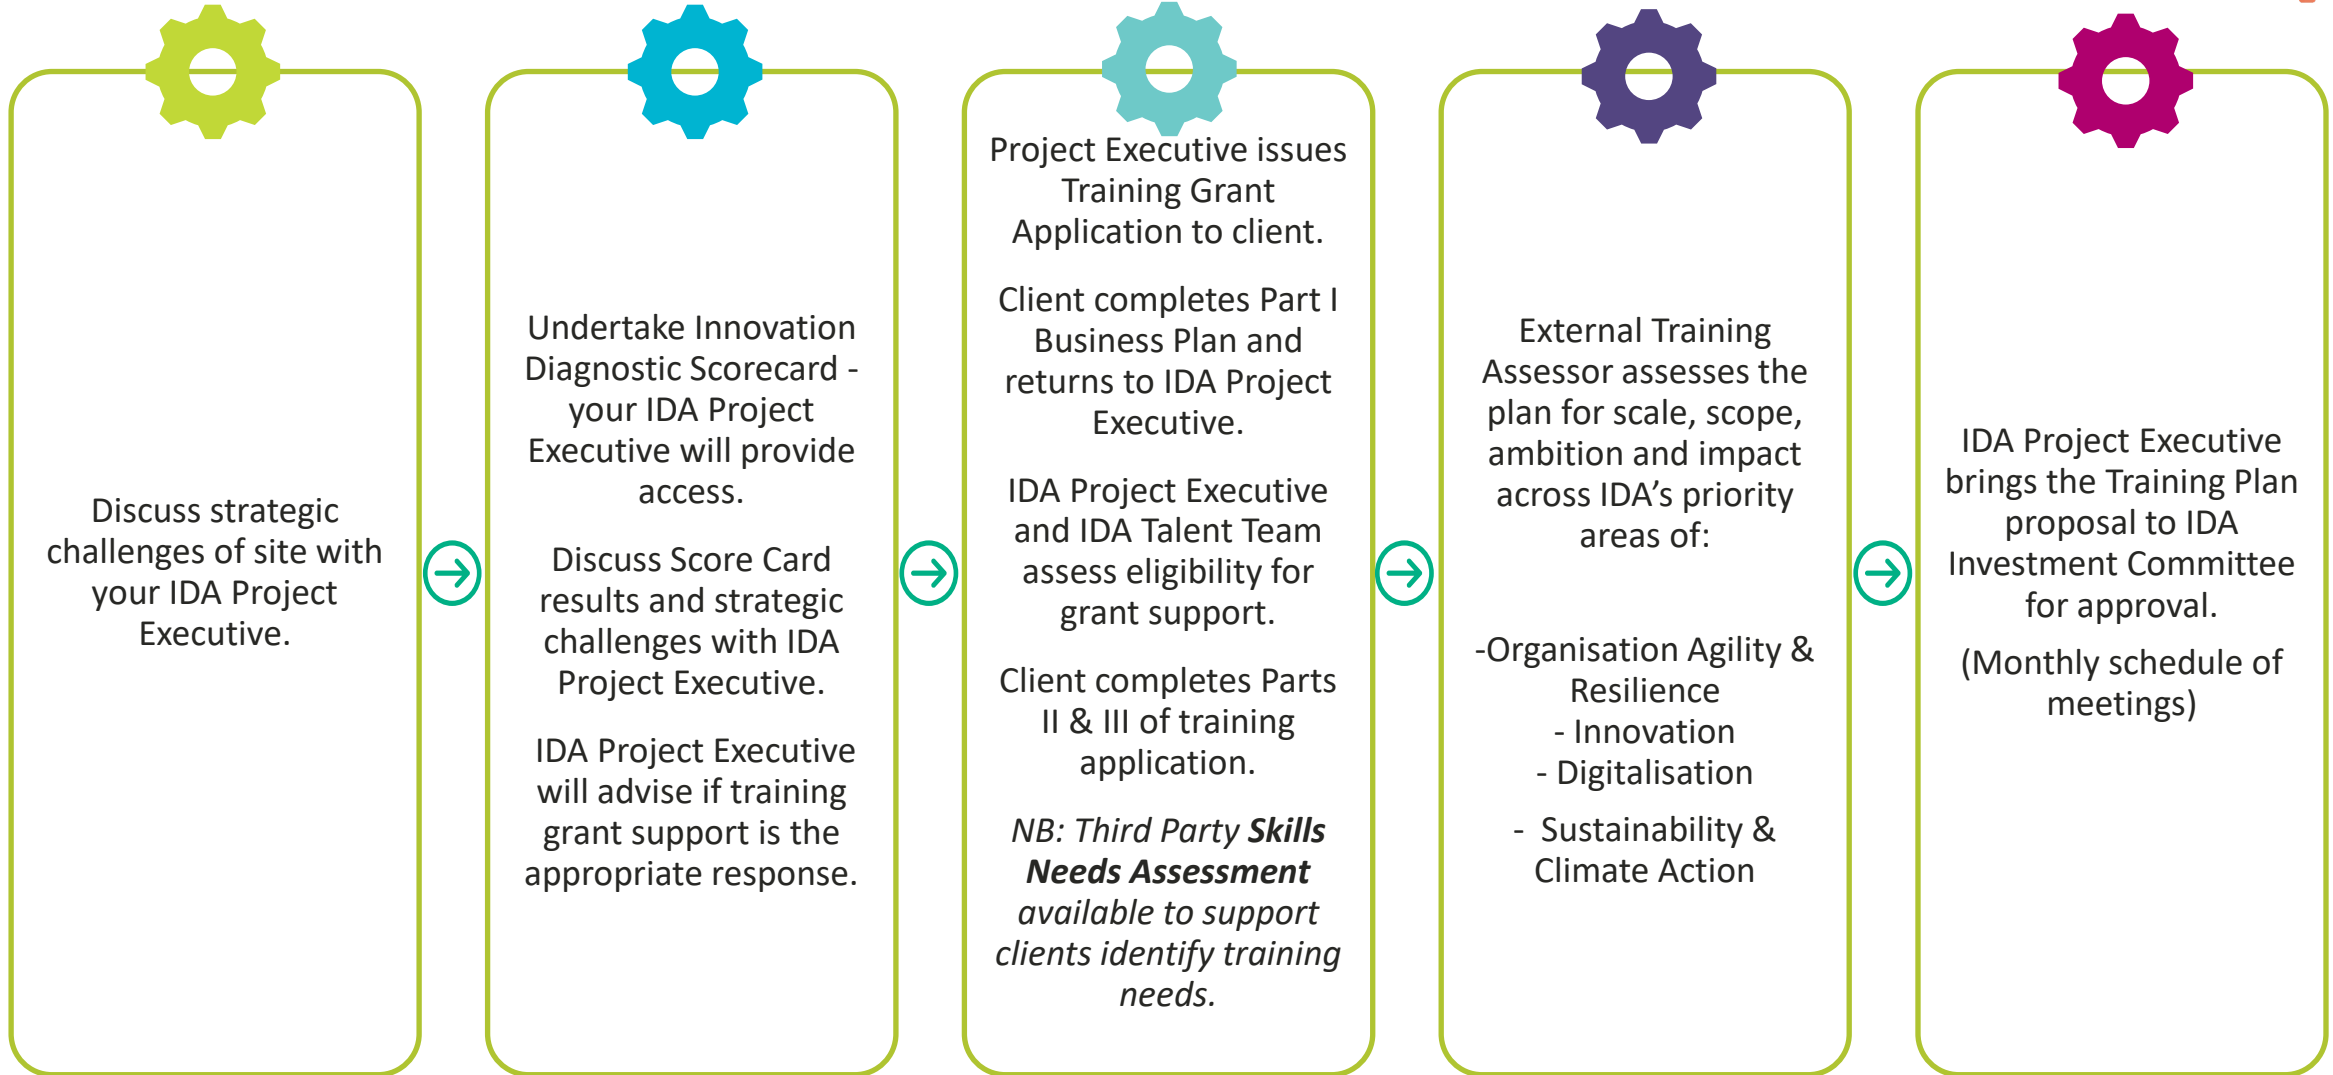 Discuss strategic
challenges of site with
your IDA Project
Executive.
Undertake Innovation
Diagnostic Scorecard -
your IDA Project
Executive will provide
access.
Discuss Score Card
results and strategic
challenges with IDA
Project Executive.
IDA Project Executive
will advise if training
grant support is the
appropriate response.
Project Executive issues
Training Grant
Application to client.
Client completes Part I
Business Plan and
returns to IDA Project
Executive.
IDA Project Executive
and IDA Talent Team
assess eligibility for
grant support.
Client completes Parts
II & III of training
application.
NB: Third Party Skills
Needs Assessment
available to support
clients identify training
needs.
External Training
Assessor assesses the
plan for scale, scope,
ambition and impact
across IDA’s priority
areas of:
-Organisation Agility &
Resilience
- Innovation
- Digitalisation
- Sustainability &
Climate Action
IDA Project Executive
brings the Training Plan
proposal to IDA
Investment Committee
for approval.
(Monthly schedule of
meetings)